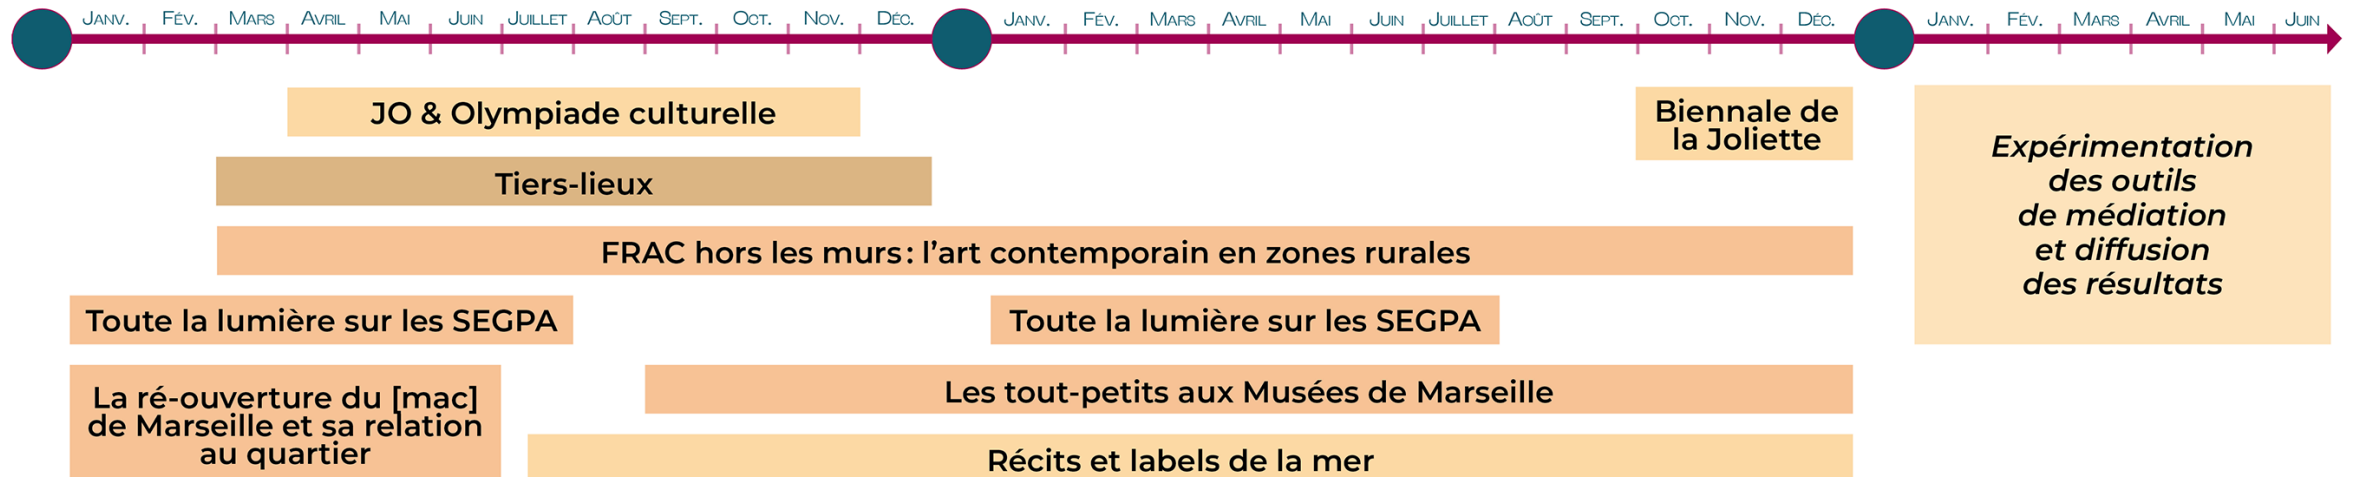 JANV. FÉV. MARS AVRIL MAI JUIN JUILLET AOÛT SEPT. OCT. NOV. DÉC. JANV. FÉV. MARS AVRIL MAI JUIN JUILLET AOÛT SEPT. OCT. NOV. DÉC. JANV. FÉV. MARS AVRIL MAI JUIN
JO & Olympiade culturelle
Biennale de
la Joliette
Expérimentation
des outils
de médiation
et diffusion
des résultats
Tiers-lieux
FRAC hors les murs : l’art contemporain en zones rurales
Toute la lumière sur les SEGPA
Toute la lumière sur les SEGPA
La ré-ouverture du [mac]
de Marseille et sa relation
au quartier
Les tout-petits aux Musées de Marseille
Récits et labels de la mer